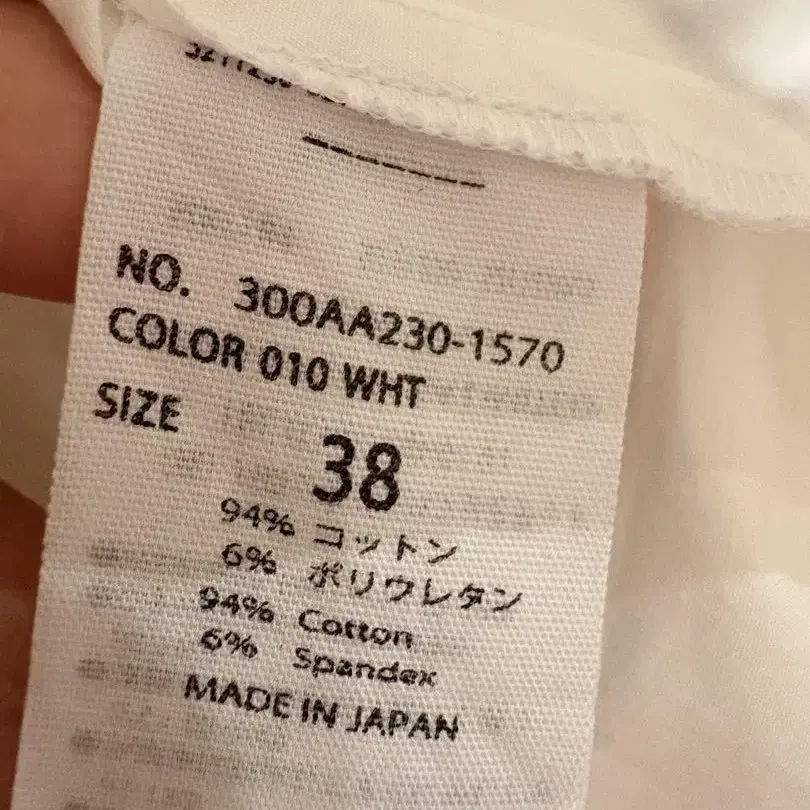 NO. 300AA230-1570
COLOR 010 WHT
SIZE
38
94% コットン
6% ポリウレタン
94% Cotton
6% Spandex
MADE IN JAPAN